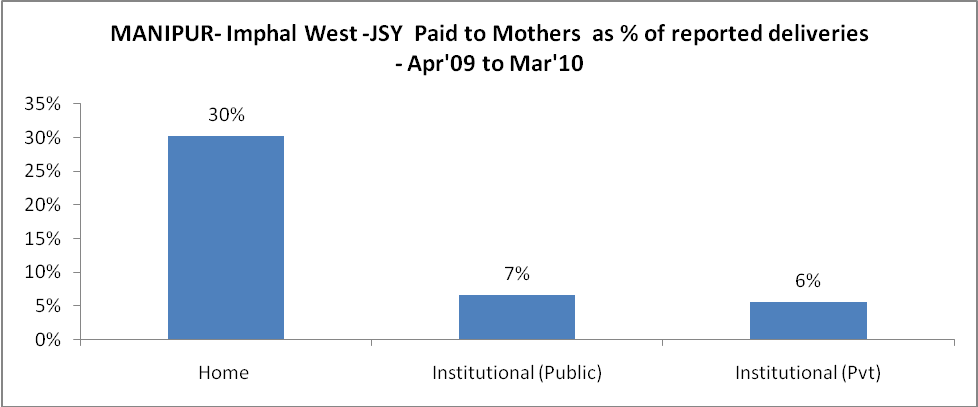 MANIPUR- Imphal West -JSY Paid to Mothers as % of reported deliveries
- Apr'09 to Mar'10
35%
30%
25%
20%
15%
10%
5%
0%
30%
7%
6%
Home
Institutional (Public)
Institutional (Pvt)